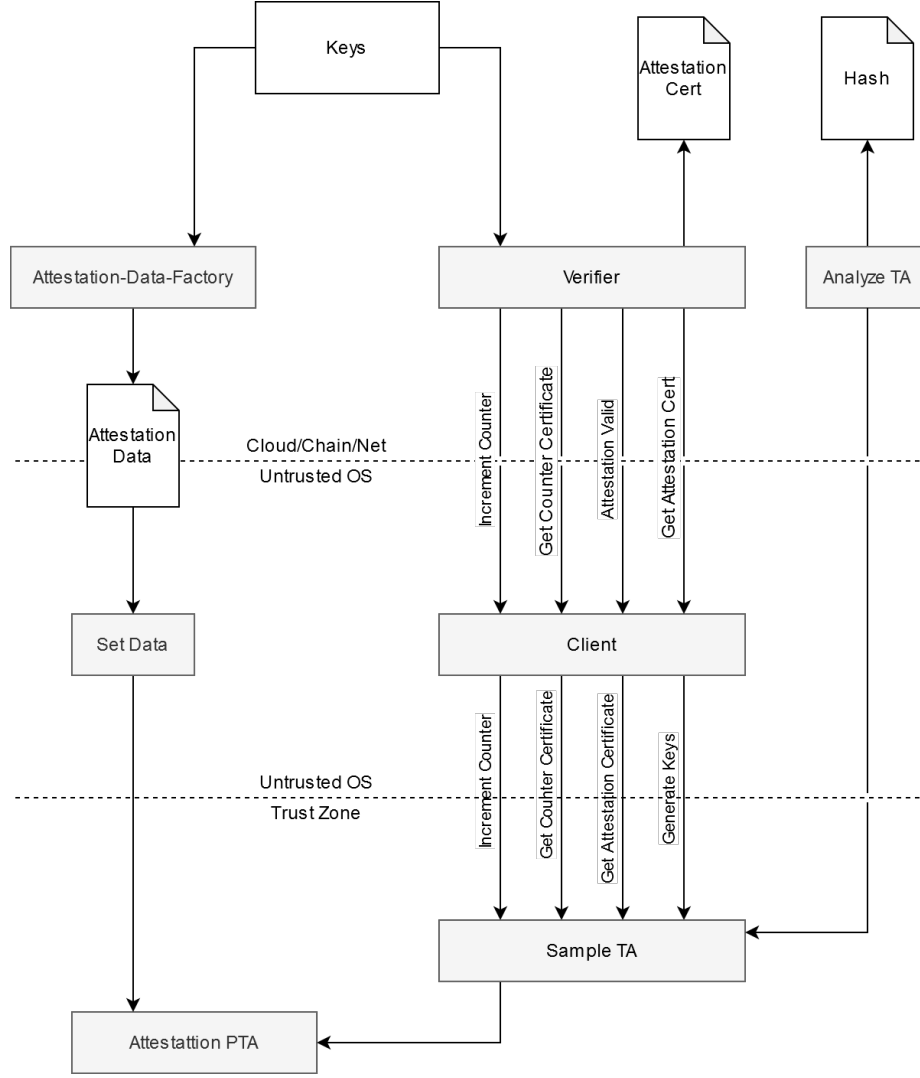 Keys
Attestation
Cert
Hash
Attestation-Data-Factory
Verifier
Analyze TA
Increment Counter
Get Counter Certificate
Attestation Valid
Get Attestation Cert
Attestation
Data
Cloud/Chain/Net
Untrusted OS
Set Data
Client
Increment Counter
Get Counter Certificate
Get Attestation Certificate
Generate Keys
Untrusted OS
Trust Zone
Sample TA
Attestattion PTA